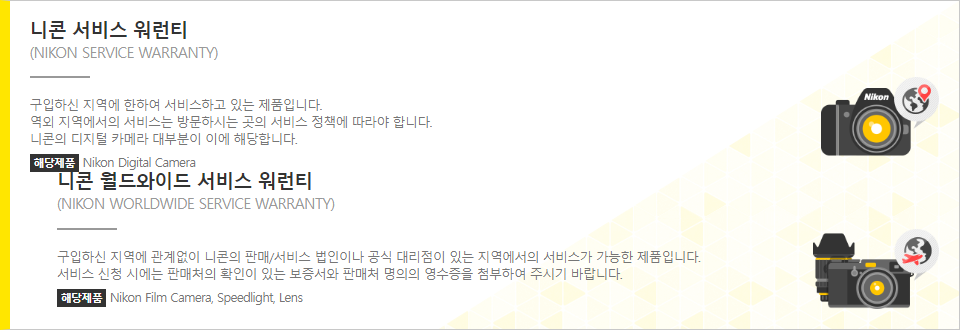 니콘 서비스 워런티
(NIKON SERVICE WARRANTY)
구입하신 지역에 한하여 서비스하고 있는 제품입니다.
역외 지역에서의 서비스는 방문하시는 곳의 서비스 정책에 따라야 합니다.
니콘의 디지털 카메라 대부분이 이에 해당합니다.
해당제품 Nikon Digital Camera
Nikon
니콘 월드와이드 서비스 워런티
(NIKON WORLDWIDE SERVICE WARRANTY)
구입하신 지역에 관계없이 니콘의 판매/서비스 법인이나 공식 대리점이 있는 지역에서의 서비스가 가능한 제품입니다.
서비스 신청 시에는 판매처의 확인이 있는 보증서와 판매처 명의의 영수증을 첨부하여 주시기 바랍니다.
해당제품 Nikon Film Camera, Speedlight, Lens